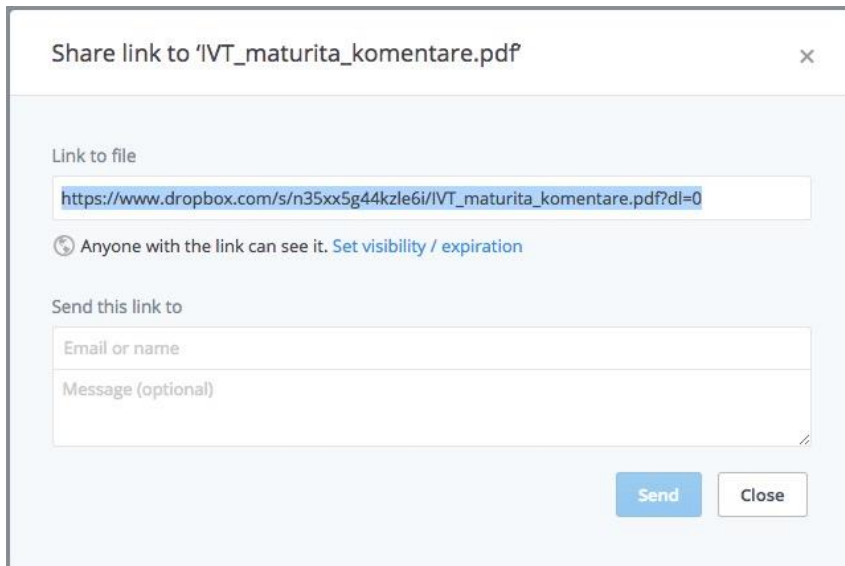 Share link to 'IVT_maturita_komentare.pdf'
×
Link to file
https://www.dropbox.com/s/n35xx5g44kzle6i/IVT_maturita_komentare.pdf?dl=0
Anyone with the link can see it. Set visibility / expiration
Send this link to
Email or name
Message (optional)
Send Close